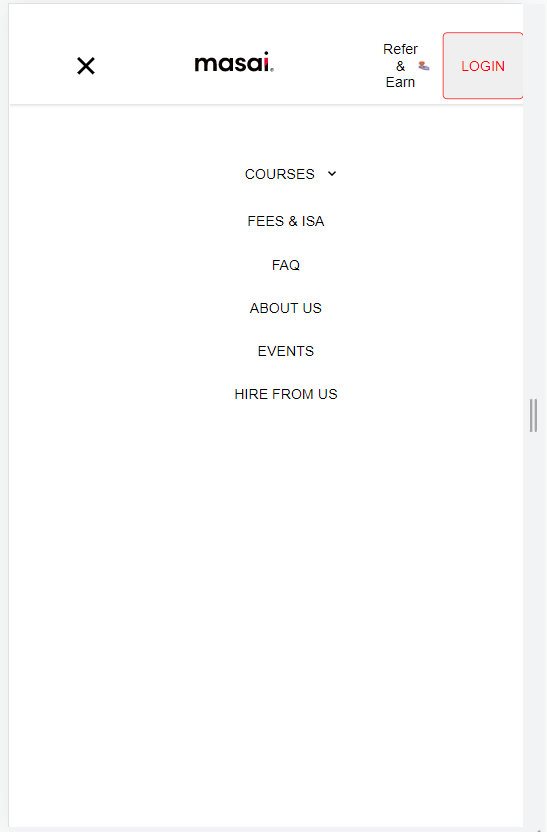 masai.
Refer
&
Earn
LOGIN
COURSES
FEES & ISA
FAQ
ABOUT US
EVENTS
HIRE FROM US